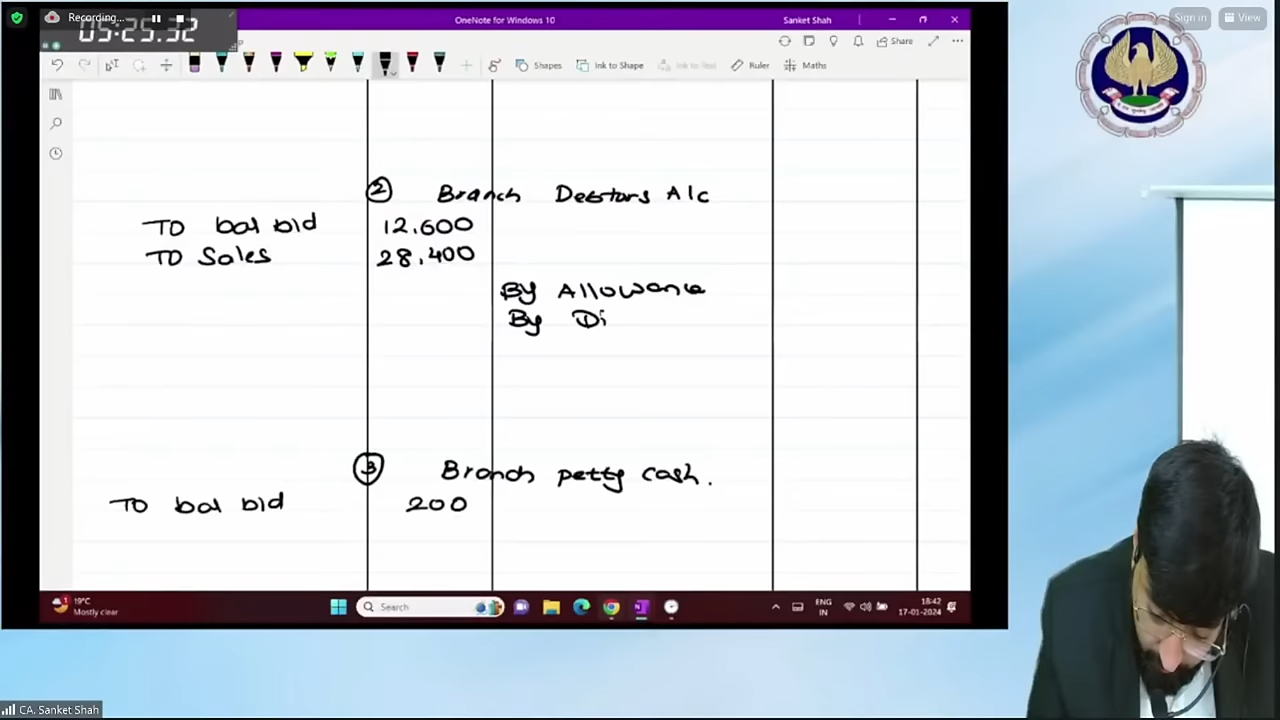 Recording...
05:25:32
OneNote for Windows 10
Sanket Shah
Sign in
View
Share
Shapes
Ink to Shape
Ink to Text
Ruler
Maths
② Branch Debtors A/c
TO bal b/d 12,600
TO Sales 28,400
By Allowance
By Di
③ Branch petty cash.
TO bal b/d 200
19°C
Mostly clear
Search
ENG
IN
18:42
17-01-2024
CA. Sanket Shah